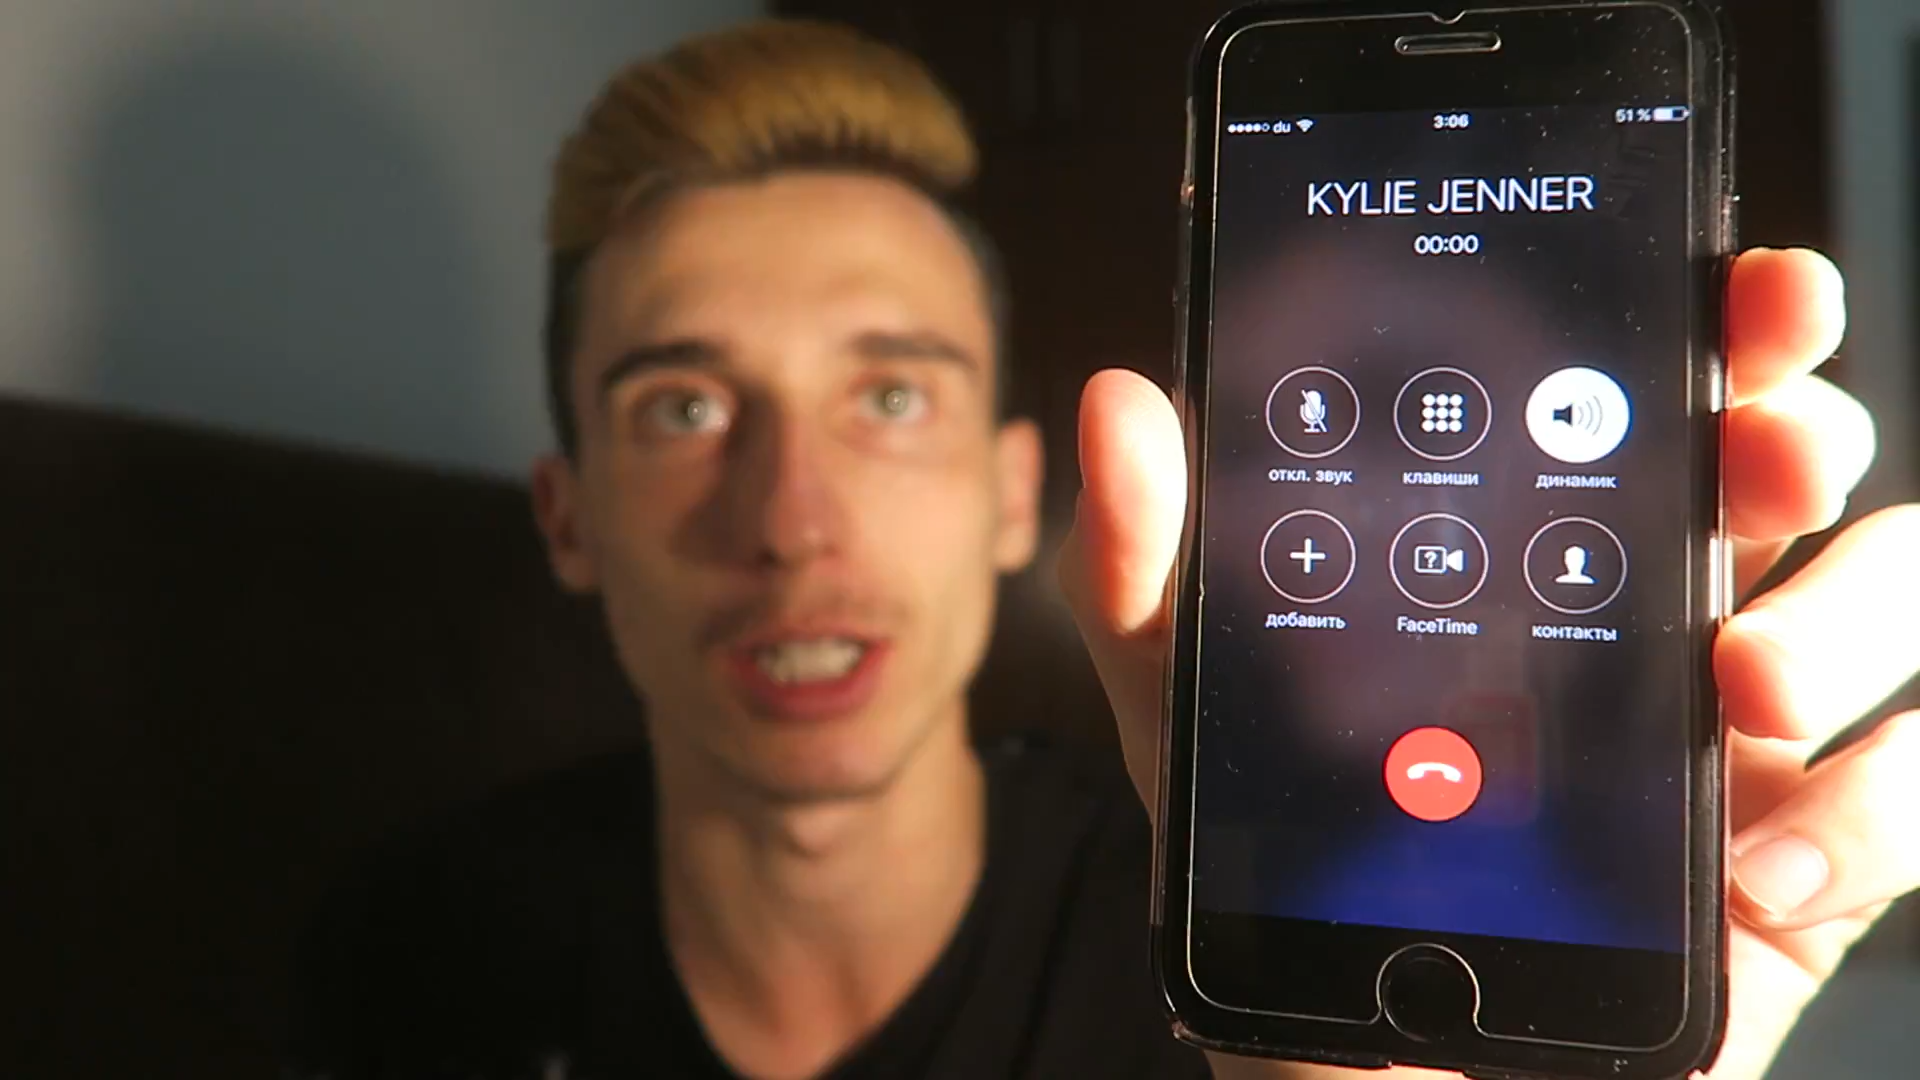 du 3:06 51 %
KYLIE JENNER
00:00
откл. звук клавиши динамик
добавить FaceTime контакты